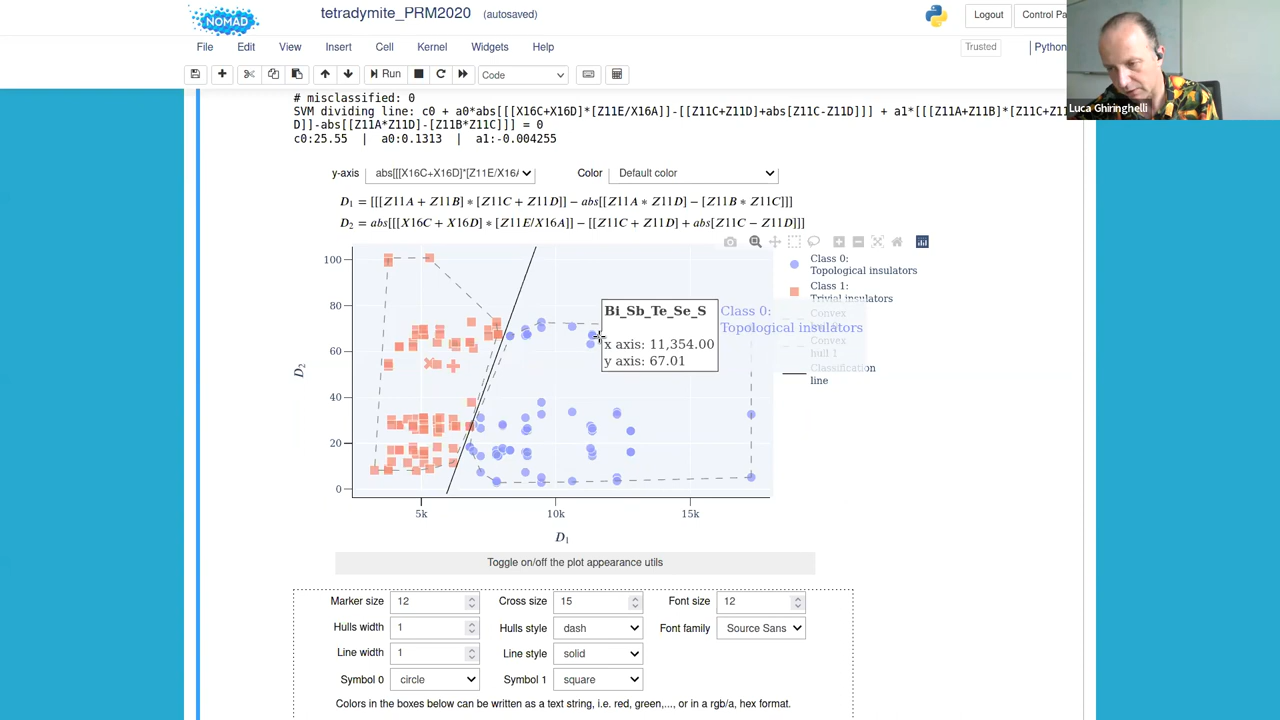 NOMAD
tetradymite_PRM2020 (autosaved)
Logout
Control Pa
File Edit View Insert Cell Kernel Widgets Help
Trusted
Python
Run
Code
Luca Ghiringhelli
# misclassified: 0
SVM dividing line: c0 + a0*abs[[[X16C+X16D]*[Z11E/X16A]]-[[Z11C+Z11D]+abs[Z11C-Z11D]]] + a1*[[[Z11A+Z11B]*[Z11C+Z11
D]]-abs[[Z11A*Z11D]-[Z11B*Z11C]]] = 0
c0:25.55 | a0:0.1313 | a1:-0.004255
y-axis abs[[[X16C+X16D]*[Z11E/X16A Color Default color
D1 = [[[Z11A + Z11B] * [Z11C + Z11D]] − abs[[Z11A * Z11D] − [Z11B * Z11C]]]
D2 = abs[[[X16C + X16D] * [Z11E/X16A]] − [[Z11C + Z11D] + abs[Z11C − Z11D]]]
100
80
60
40
20
0
D2
5k 10k 15k
D1
Class 0:
Topological insulators
Class 1:
Trivial insulators
Convex
hull 1
Classification
line
Bi_Sb_Te_Se_S
x axis: 11,354.00
y axis: 67.01
Class 0:
Topological insulators
Toggle on/off the plot appearance utils
Marker size 12 Cross size 15 Font size 12
Hulls width 1 Hulls style dash Font family Source Sans
Line width 1 Line style solid
Symbol 0 circle Symbol 1 square
Colors in the boxes below can be written as a text string, i.e. red, green,..., or in a rgb/a, hex format.